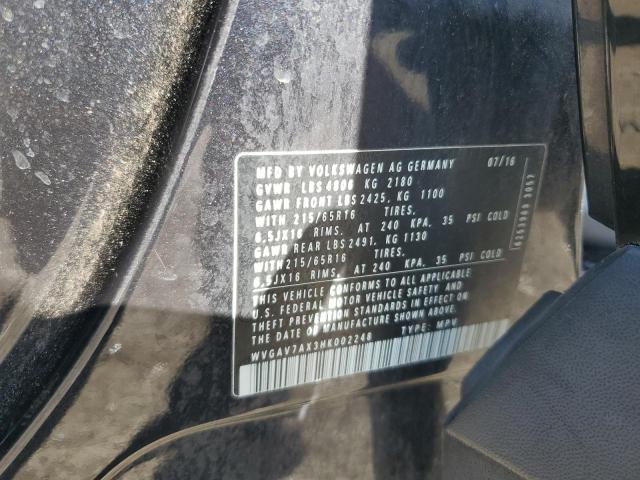 MFD BY VOLKSWAGEN AG GERMANY 07/16
GVWR LBS 4806 KG 2180
GAWR FRONT LBS 2425, KG 1100
WITH 215/65R16 TIRES.
6,5JX16 RIMS. AT 240 KPA, 35 PSI COLD
GAWR REAR LBS 2491, KG 1130
WITH 215/65R16 TIRES.
6,5JX16 RIMS, AT 240 KPA, 35 PSI COLD
THIS VEHICLE CONFORMS TO ALL APPLICABLE
U.S. FEDERAL MOTOR VEHICLE SAFETY AND
THEFT PREVENTION STANDARDS IN EFFECT ON
THE DATE OF MANUFACTURE SHOWN ABOVE.
WVGAV7AX3HK002248 TYPE: MPV